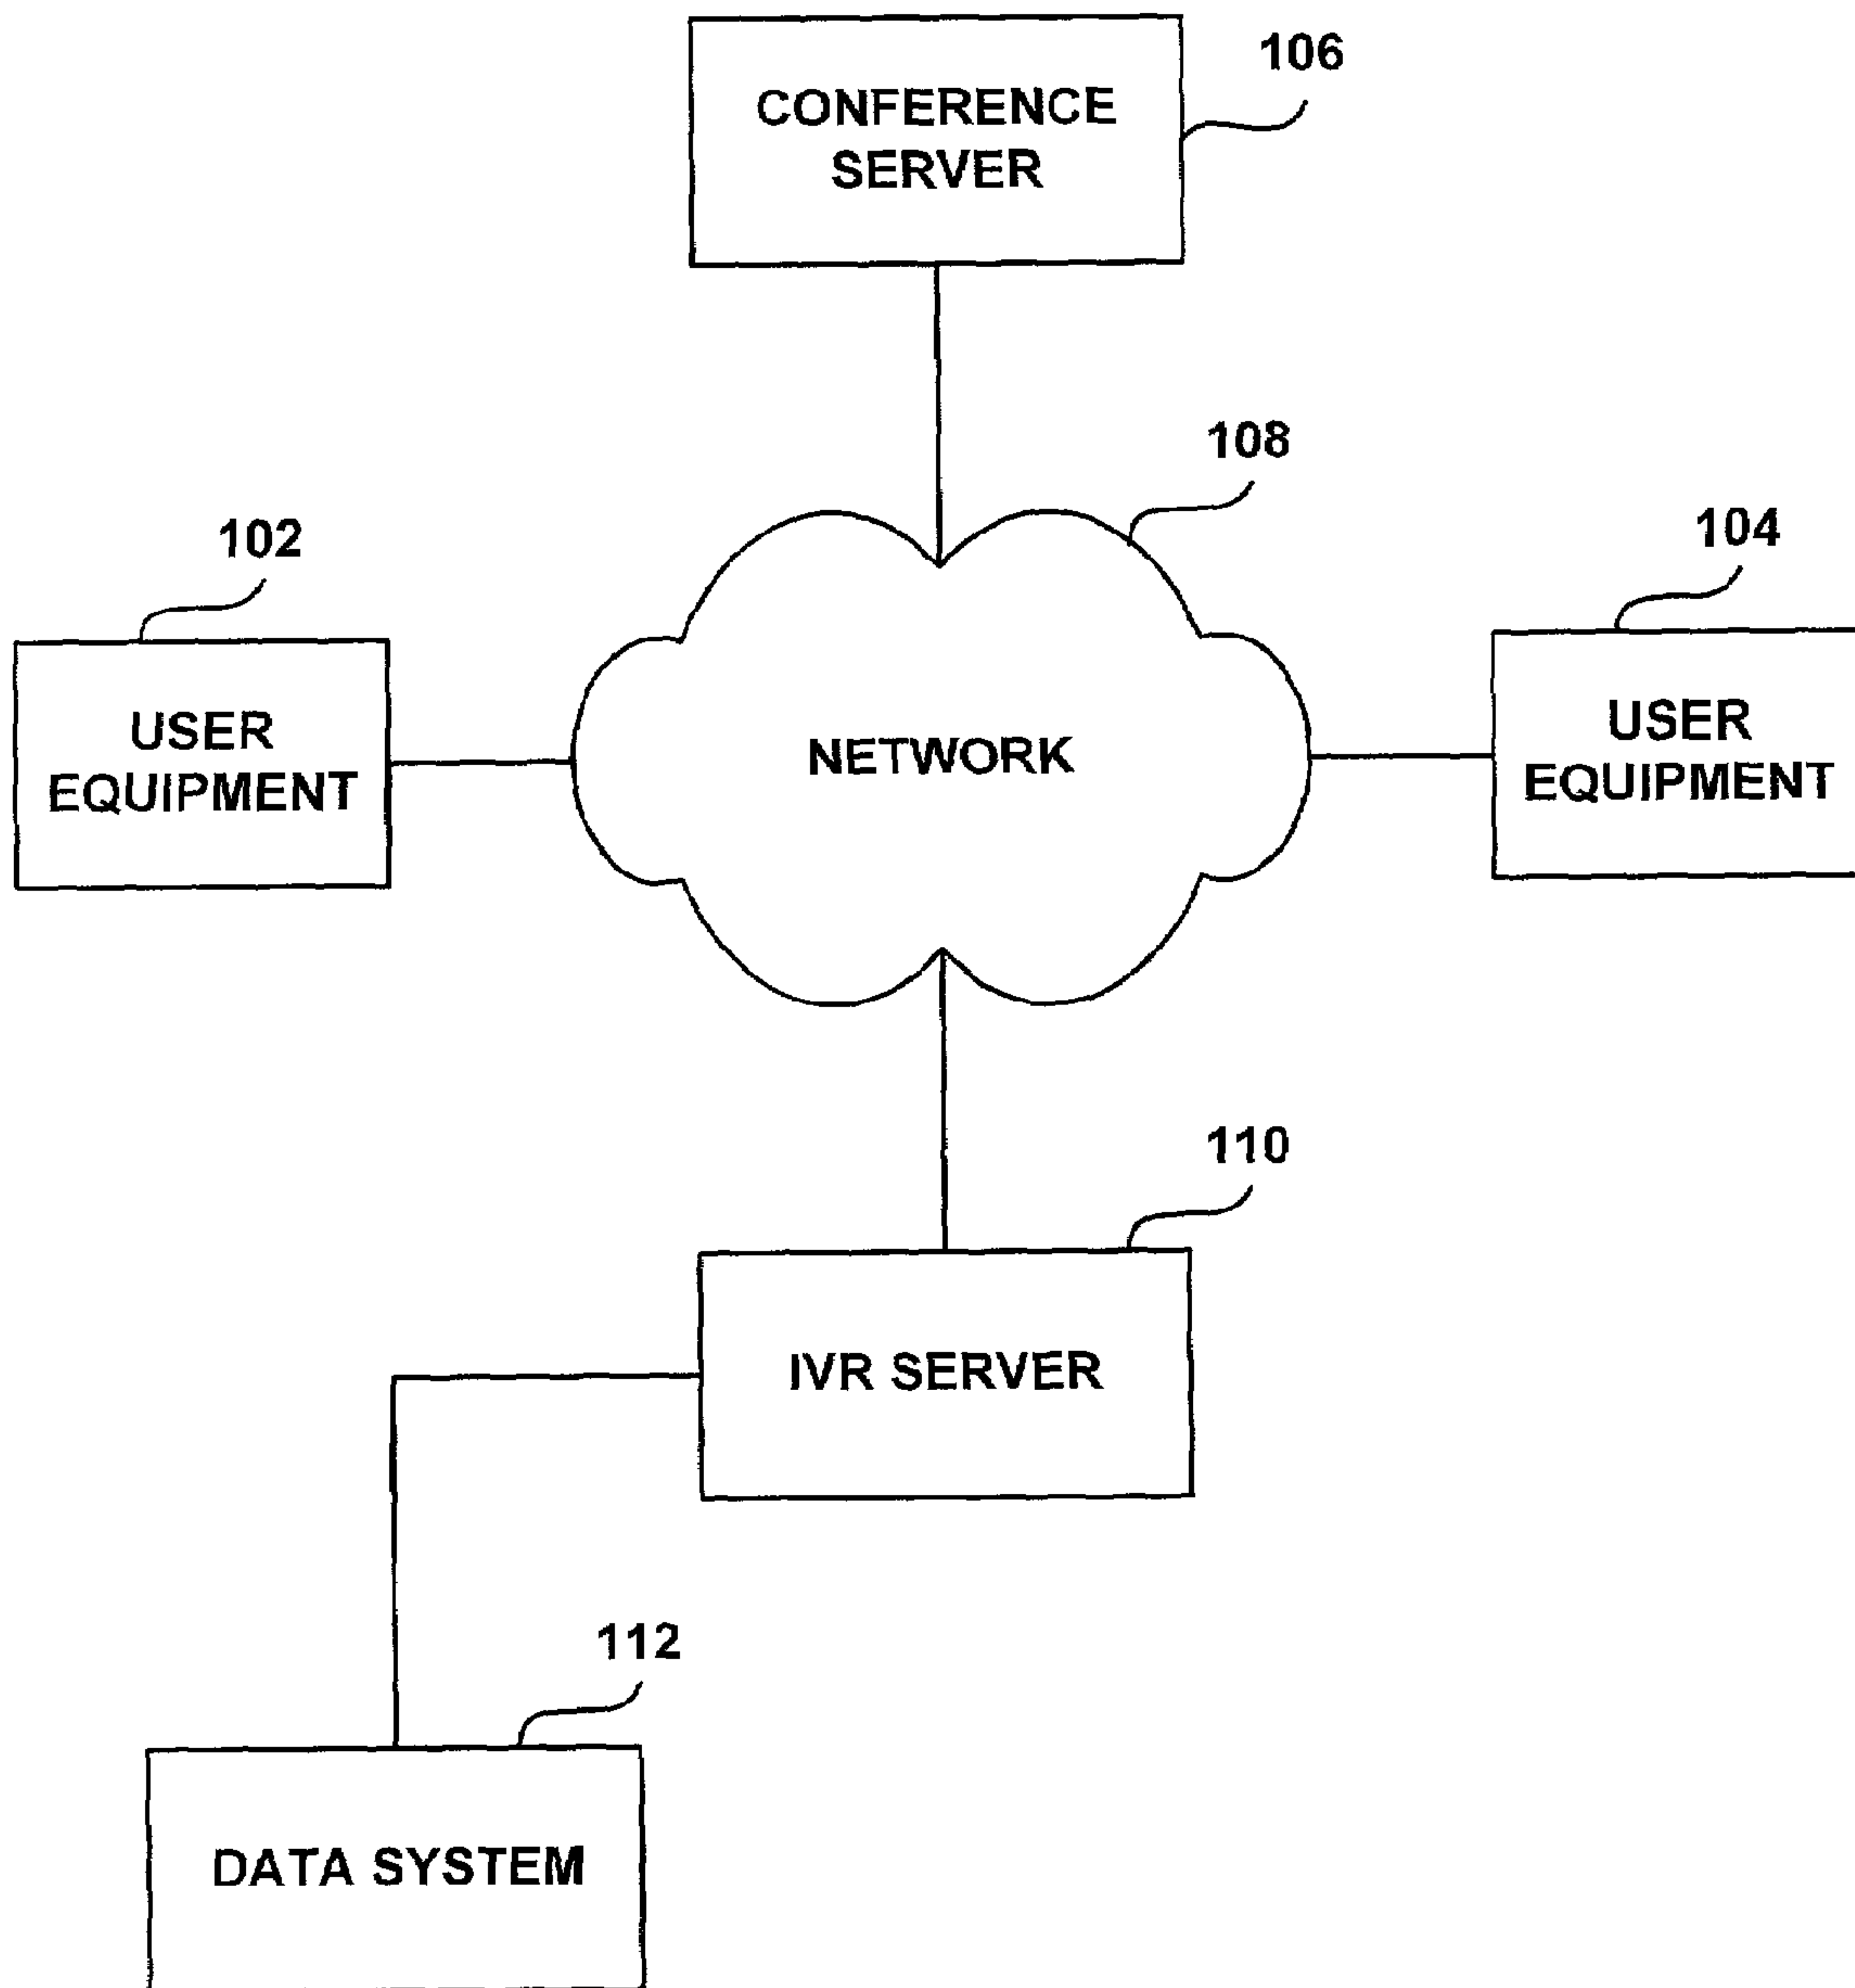 106
CONFERENCE
SERVER
108
102
104
USER
EQUIPMENT
NETWORK
USER
EQUIPMENT
110
IVR SERVER
112
DATA SYSTEM